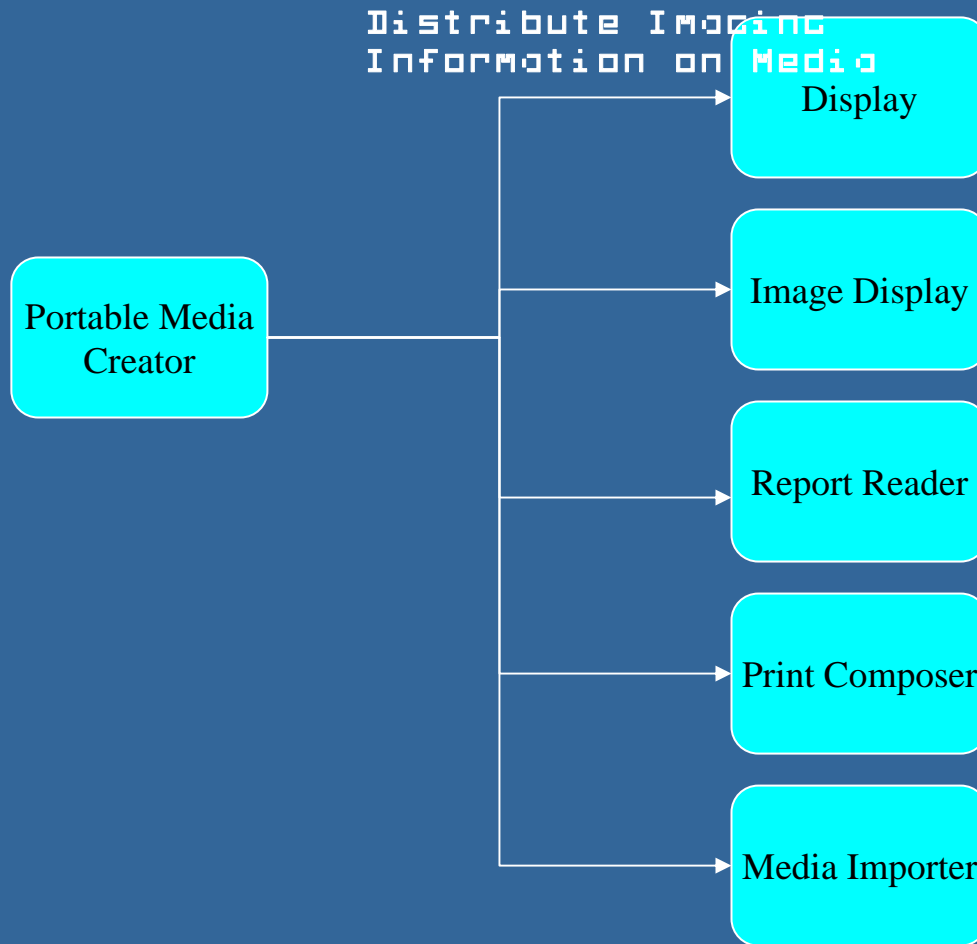 Distribute Imaging
Information on Media
Display
Portable Media
Creator
Image Display
Report Reader
Print Composer
Media Importer